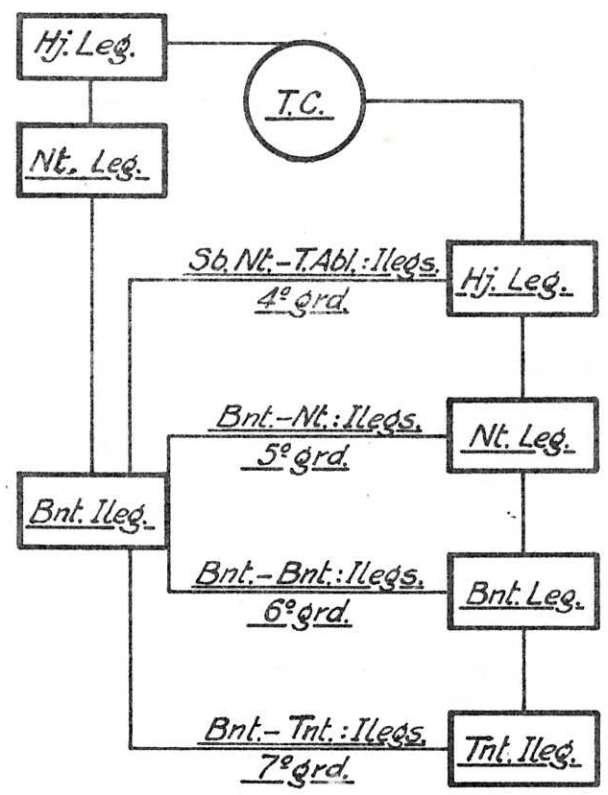 Hj. Leg.
T.C.
Nt. Leg.
Sb. Nt.-T.Abl.:Ilegs.
4º grd.
Hj. Leg.
Bnt.-Nt.:Ilegs.
5º grd.
Nt. Leg.
Bnt. Ileg.
Bnt.-Bnt.:Ilegs.
6º grd.
Bnt. Leg.
Bnt.-Tnt.:Ilegs.
7º grd.
Tnt. Ileg.